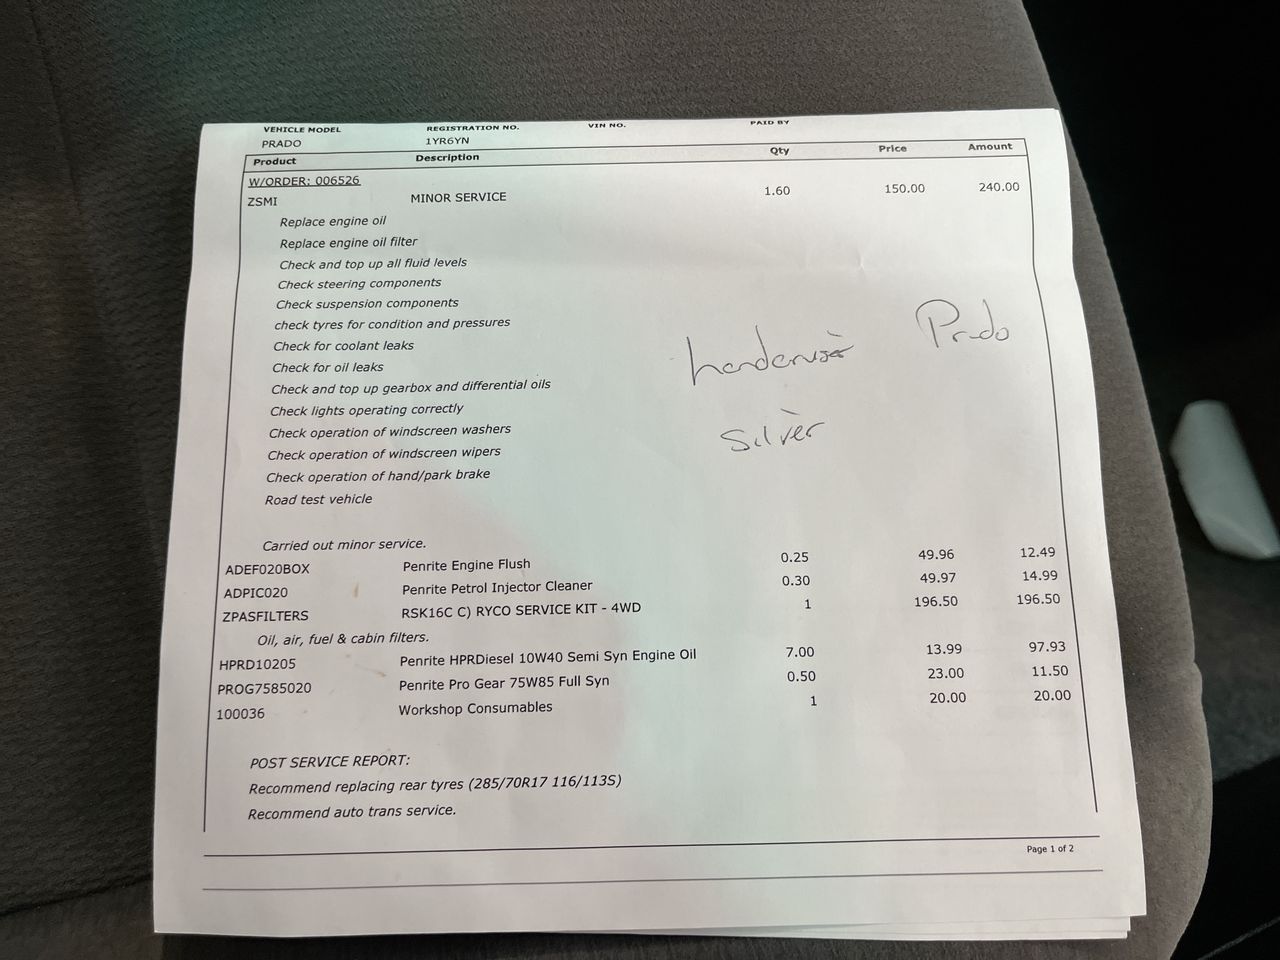 VEHICLE MODEL REGISTRATION NO. VIN NO. PAID BY
PRADO 1YR6YN
Product Description Qty Price Amount
W/ORDER: 006526
ZSMI MINOR SERVICE 1.60 150.00 240.00
Replace engine oil
Replace engine oil filter
Check and top up all fluid levels
Check steering components
Check suspension components
check tyres for condition and pressures
Check for coolant leaks
Check for oil leaks
Check and top up gearbox and differential oils
Check lights operating correctly
Check operation of windscreen washers
Check operation of windscreen wipers
Check operation of hand/park brake
Road test vehicle
Prado
Silver
Carried out minor service.
ADEF020BOX Penrite Engine Flush 0.25 49.96 12.49
ADPIC020 Penrite Petrol Injector Cleaner 0.30 49.97 14.99
ZPASFILTERS RSK16C C) RYCO SERVICE KIT - 4WD 1 196.50 196.50
Oil, air, fuel & cabin filters.
HPRD10205 Penrite HPRDiesel 10W40 Semi Syn Engine Oil 7.00 13.99 97.93
PROG7585020 Penrite Pro Gear 75W85 Full Syn 0.50 23.00 11.50
100036 Workshop Consumables 1 20.00 20.00
POST SERVICE REPORT:
Recommend replacing rear tyres (285/70R17 116/113S)
Recommend auto trans service.
Page 1 of 2